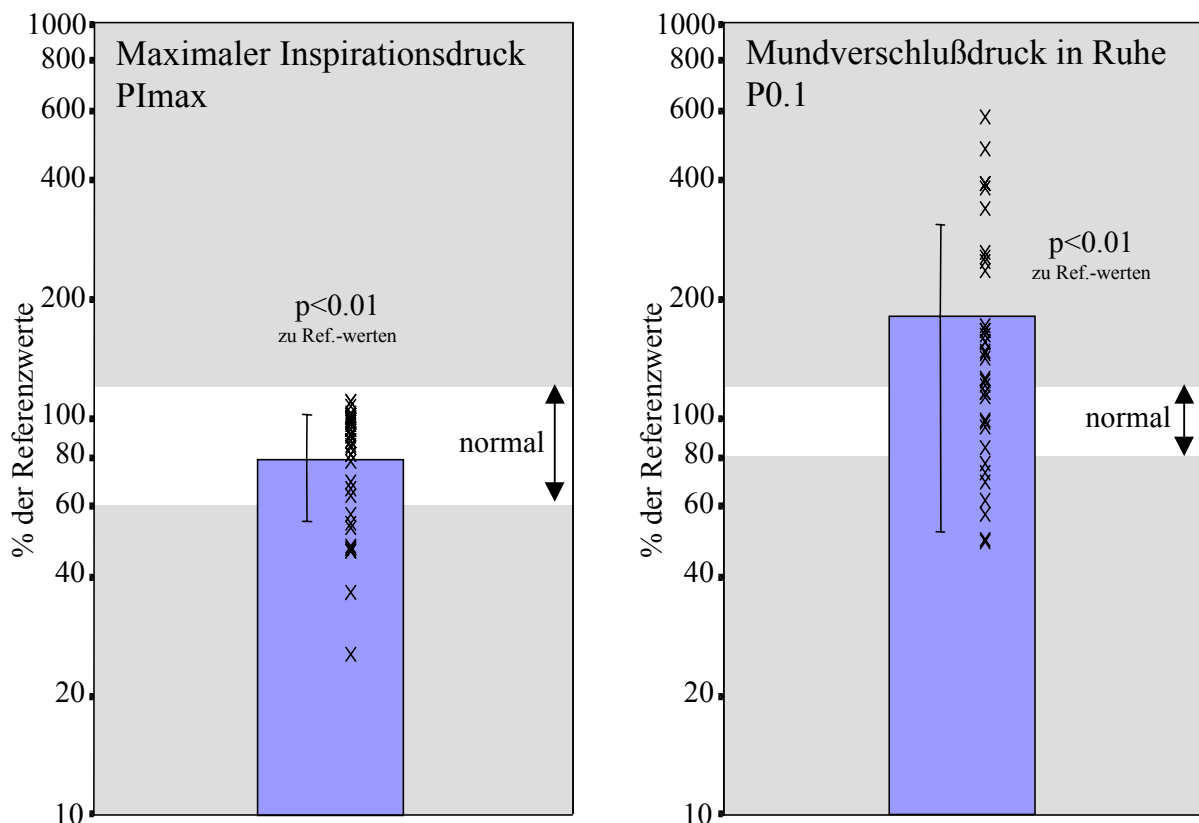 1000
800
600
400
200
100
80
60
40
20
10
% der Referenzwerte
Maximaler Inspirationsdruck
PImax
p<0.01
zu Ref.-werten
normal
1000
800
600
400
200
100
80
60
40
20
10
% der Referenzwerte
Mundverschlußdruck in Ruhe
P0.1
p<0.01
zu Ref.-werten
normal